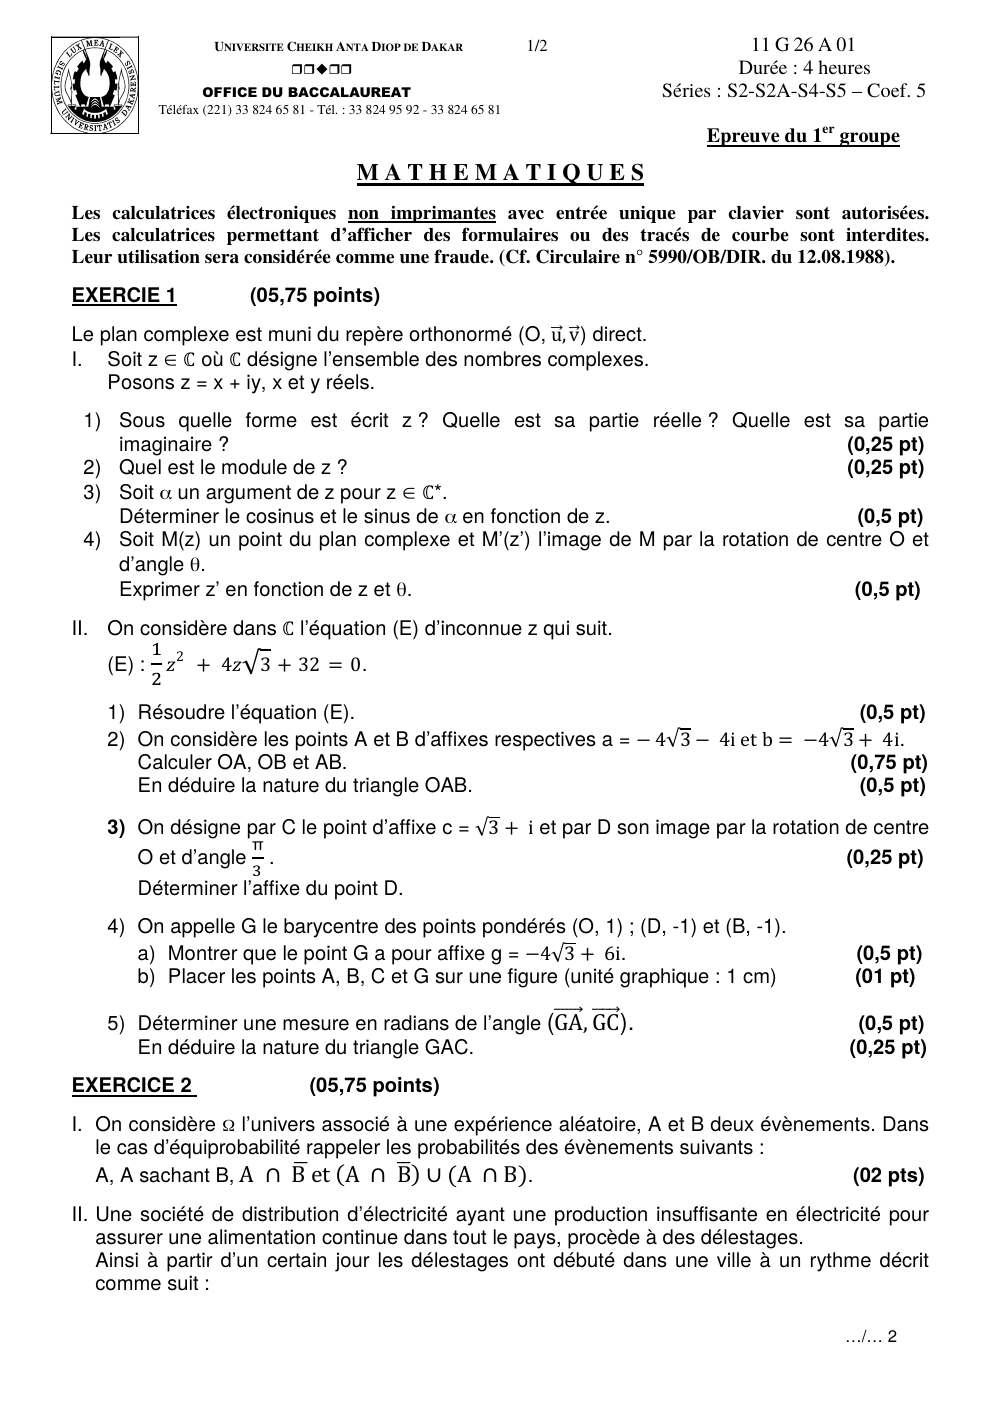 SIGILLUM UNIVERSITATIS DAKARENSIS
LUX MEA LEX
UNIVERSITE CHEIKH ANTA DIOP DE DAKAR
❒❒◆❒❒
OFFICE DU BACCALAUREAT
Téléfax (221) 33 824 65 81 - Tél. : 33 824 95 92 - 33 824 65 81
1/2
11 G 26 A 01
Durée : 4 heures
Séries : S2-S2A-S4-S5 – Coef. 5
Epreuve du 1er groupe
M A T H E M A T I Q U E S
Les calculatrices électroniques non imprimantes avec entrée unique par clavier sont autorisées.
Les calculatrices permettant d’afficher des formulaires ou des tracés de courbe sont interdites.
Leur utilisation sera considérée comme une fraude. (Cf. Circulaire n° 5990/OB/DIR. du 12.08.1988).
EXERCIE 1 (05,75 points)
Le plan complexe est muni du repère orthonormé (O, u⃗, v⃗) direct.
I. Soit z ∈ ℂ où ℂ désigne l’ensemble des nombres complexes.
Posons z = x + iy, x et y réels.
1) Sous quelle forme est écrit z ? Quelle est sa partie réelle ? Quelle est sa partie
imaginaire ? (0,25 pt)
2) Quel est le module de z ? (0,25 pt)
3) Soit α un argument de z pour z ∈ ℂ*.
Déterminer le cosinus et le sinus de α en fonction de z. (0,5 pt)
4) Soit M(z) un point du plan complexe et M’(z’) l’image de M par la rotation de centre O et
d’angle θ.
Exprimer z’ en fonction de z et θ. (0,5 pt)
II. On considère dans ℂ l’équation (E) d’inconnue z qui suit.
(E) : 1/2 z² + 4z√3 + 32 = 0.
1) Résoudre l’équation (E). (0,5 pt)
2) On considère les points A et B d’affixes respectives a = − 4√3 − 4i et b = −4√3 + 4i.
Calculer OA, OB et AB. (0,75 pt)
En déduire la nature du triangle OAB. (0,5 pt)
3) On désigne par C le point d’affixe c = √3 + i et par D son image par la rotation de centre
O et d’angle π/3 . (0,25 pt)
Déterminer l’affixe du point D.
4) On appelle G le barycentre des points pondérés (O, 1) ; (D, -1) et (B, -1).
a) Montrer que le point G a pour affixe g = −4√3 + 6i. (0,5 pt)
b) Placer les points A, B, C et G sur une figure (unité graphique : 1 cm) (01 pt)
5) Déterminer une mesure en radians de l’angle (G͞A⃗, G͞C⃗). (0,5 pt)
En déduire la nature du triangle GAC. (0,25 pt)
EXERCICE 2 (05,75 points)
I. On considère Ω l’univers associé à une expérience aléatoire, A et B deux évènements. Dans
le cas d’équiprobabilité rappeler les probabilités des évènements suivants :
A, A sachant B, A ∩ B̅ et (A ∩ B̅) ∪ (A ∩ B). (02 pts)
II. Une société de distribution d’électricité ayant une production insuffisante en électricité pour
assurer une alimentation continue dans tout le pays, procède à des délestages.
Ainsi à partir d’un certain jour les délestages ont débuté dans une ville à un rythme décrit
comme suit :
…/… 2